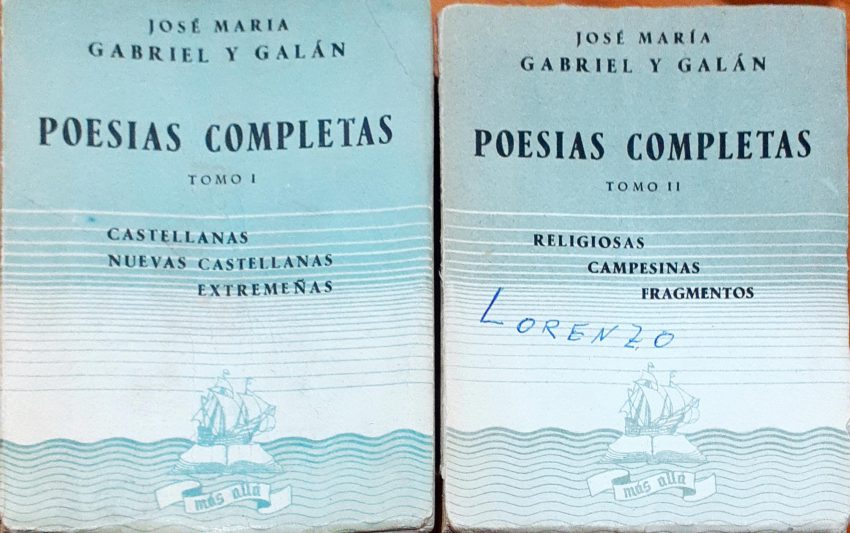 JOSÉ MARIA
GABRIEL Y GALÁN
POESIAS COMPLETAS
TOMO I
CASTELLANAS
NUEVAS CASTELLANAS
EXTREMEÑAS
más allá
JOSÉ MARÍA
GABRIEL Y GALÁN
POESIAS COMPLETAS
TOMO II
RELIGIOSAS
CAMPESINAS
FRAGMENTOS
LORENZO
más allá